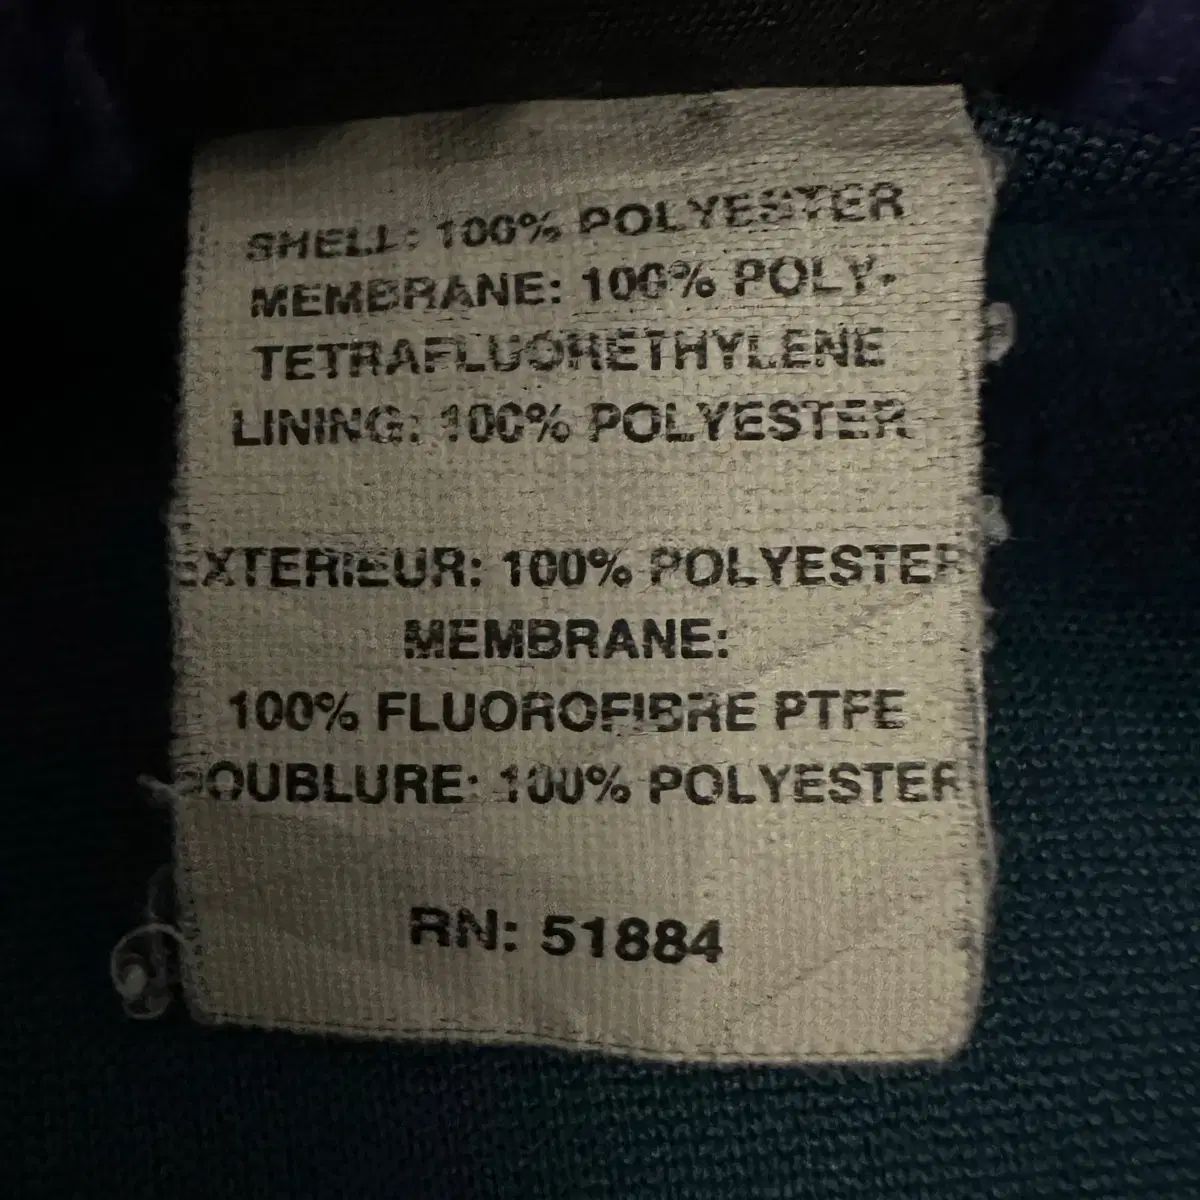 SHELL: 100% POLYESTER
MEMBRANE: 100% POLY-
TETRAFLUORETHYLENE
LINING: 100% POLYESTER
EXTERIEUR: 100% POLYESTER
MEMBRANE:
100% FLUOROFIBRE PTFE
DOUBLURE: 100% POLYESTER
RN: 51884